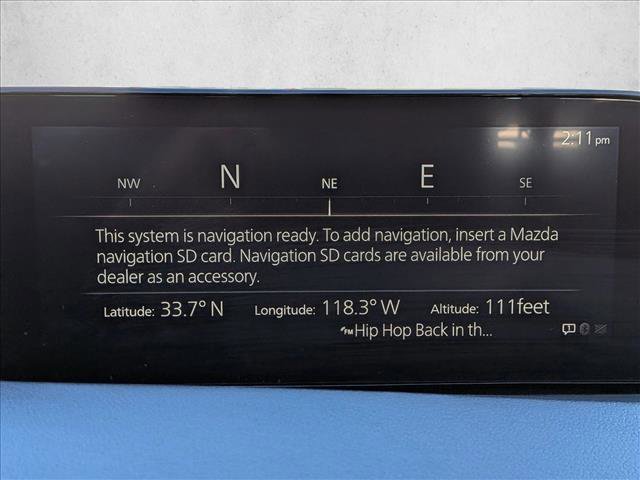 2:11 pm
NW N NE E SE
This system is navigation ready. To add navigation, insert a Mazda
navigation SD card. Navigation SD cards are available from your
dealer as an accessory.
Latitude: 33.7° N Longitude: 118.3° W Altitude: 111feet
FM Hip Hop Back in th...